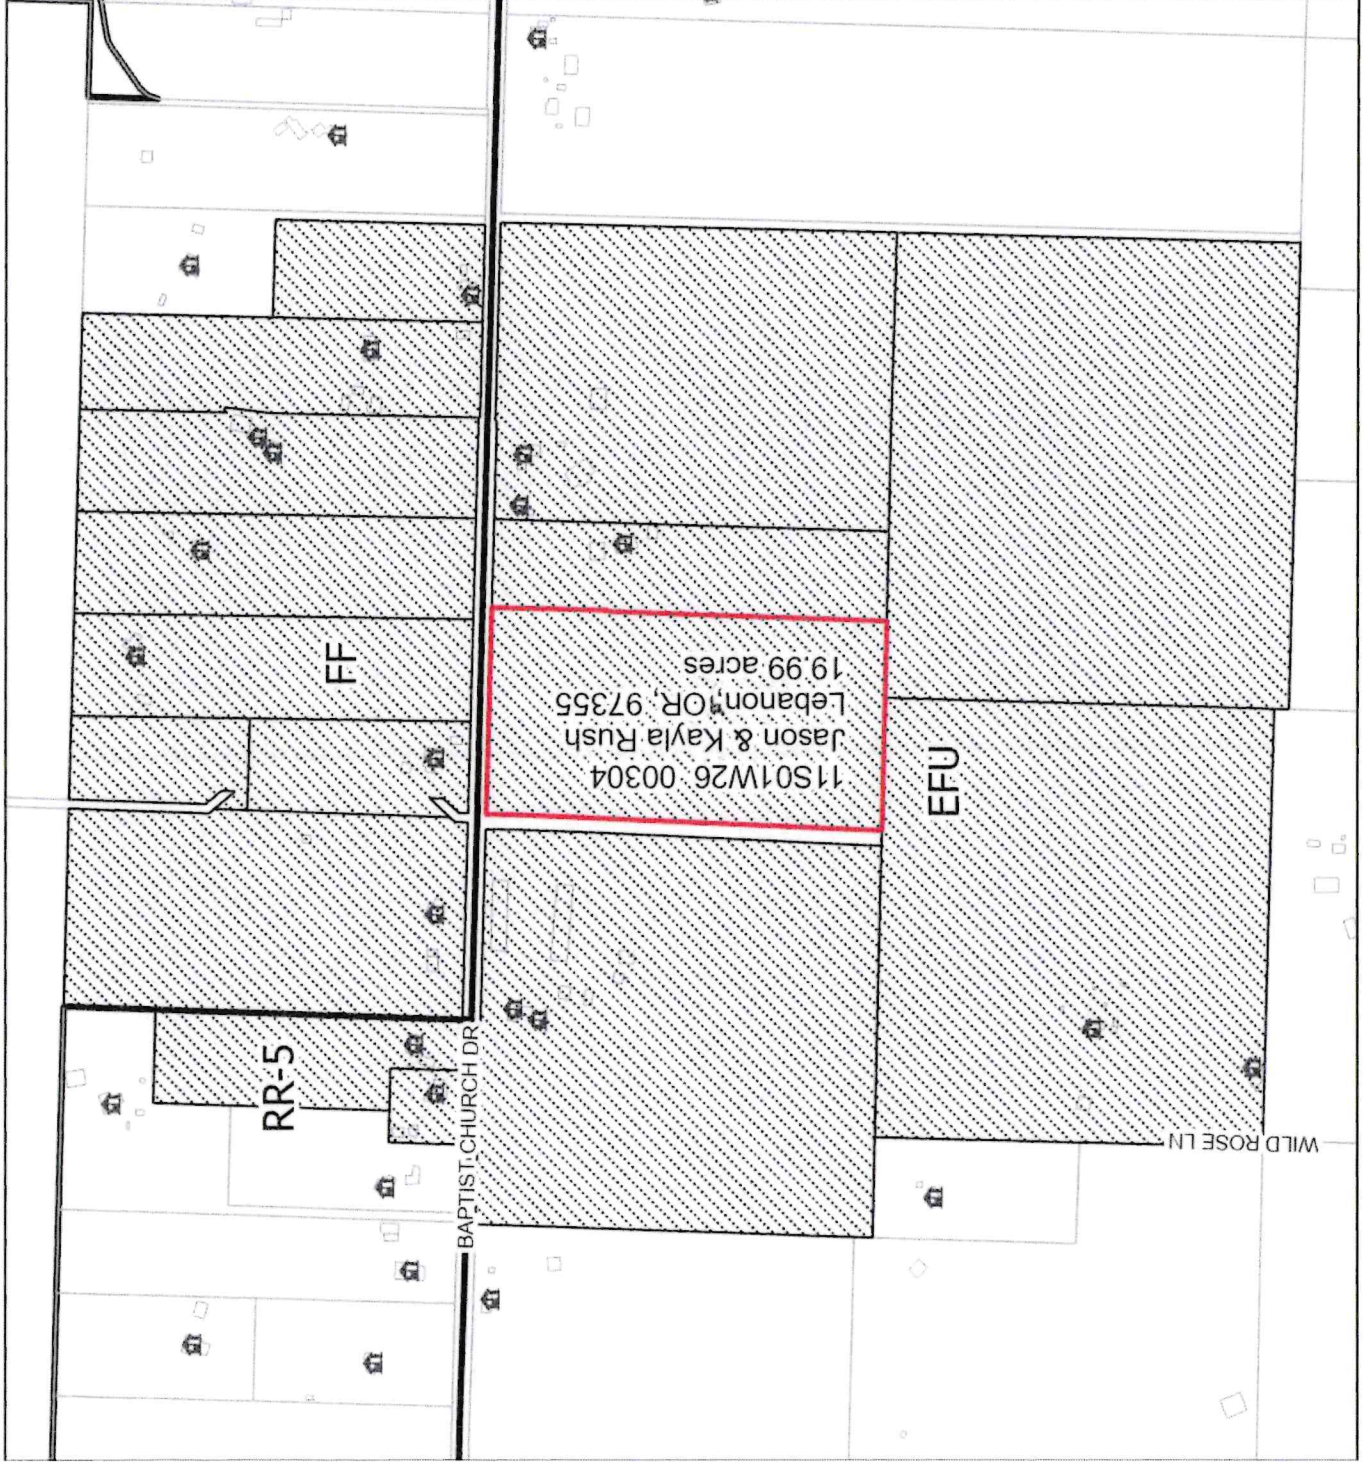 FF
11S01W26 00304
Jason & Kayla Rush
Lebanon, OR, 97355
19.99 acres
EFU
RR-5
BAPTIST CHURCH DR
WILD ROSE LN